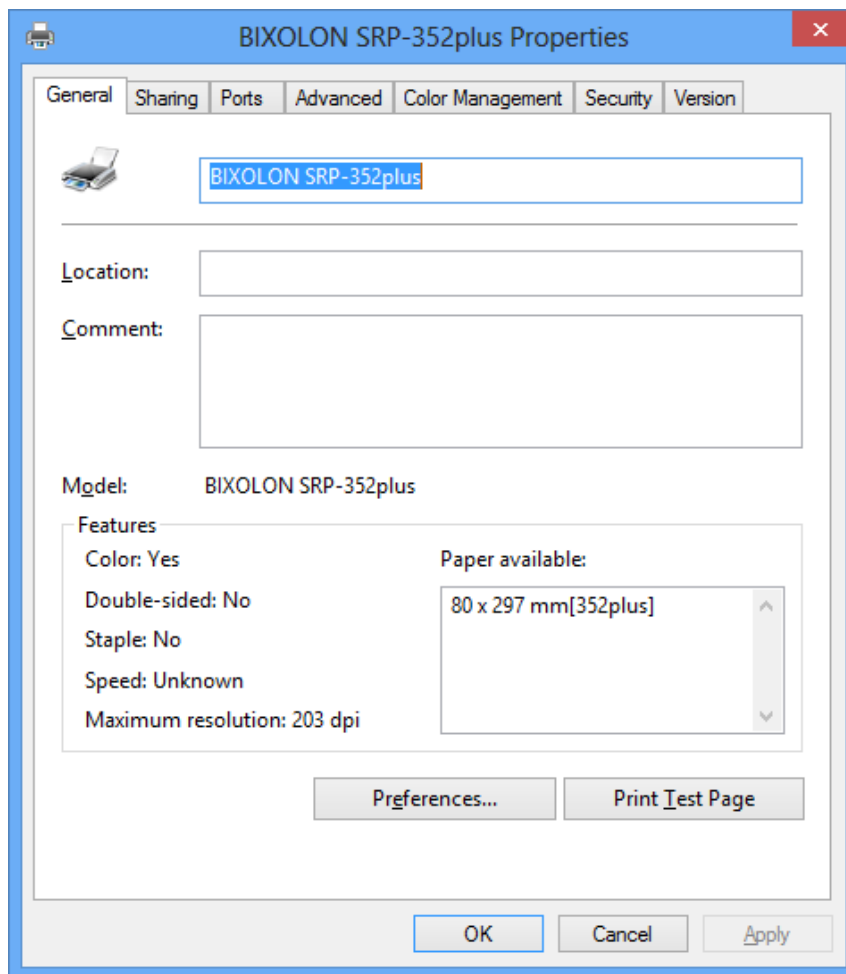 BIXOLON SRP-352plus Properties
General Sharing Ports Advanced Color Management Security Version
BIXOLON SRP-352plus
Location:
Comment:
Model: BIXOLON SRP-352plus
Features
Color: Yes Paper available:
Double-sided: No 80 x 297 mm[352plus]
Staple: No
Speed: Unknown
Maximum resolution: 203 dpi
Preferences... Print Test Page
OK Cancel Apply